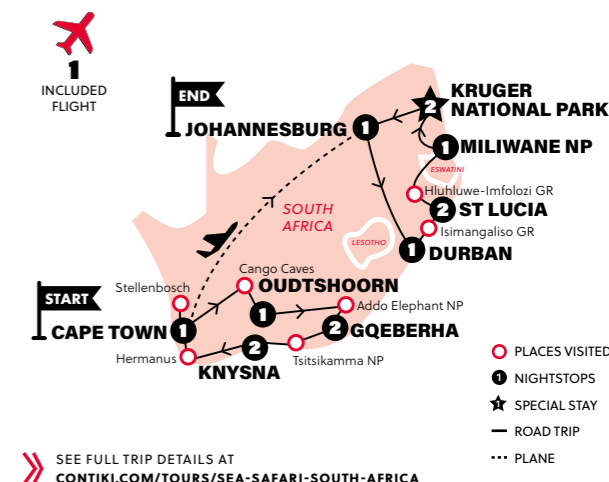 1
INCLUDED
FLIGHT
END
JOHANNESBURG
1
2
KRUGER
NATIONAL PARK
1
MILIWANE NP
ESWATINI
Hluhluwe-Imfolozi GR
2
ST LUCIA
Isimangaliso GR
1
DURBAN
SOUTH
AFRICA
LESOTHO
Cango Caves
OUDTSHOORN
1
Stellenbosch
START
CAPE TOWN
1
Addo Elephant NP
2
GQEBERHA
Hermanus
2
KNYSNA
Tsitsikamma NP
PLACES VISITED
1 NIGHTSTOPS
1 SPECIAL STAY
ROAD TRIP
PLANE
SEE FULL TRIP DETAILS AT
CONTIKI.COM/TOURS/SEA-SAFARI-SOUTH-AFRICA